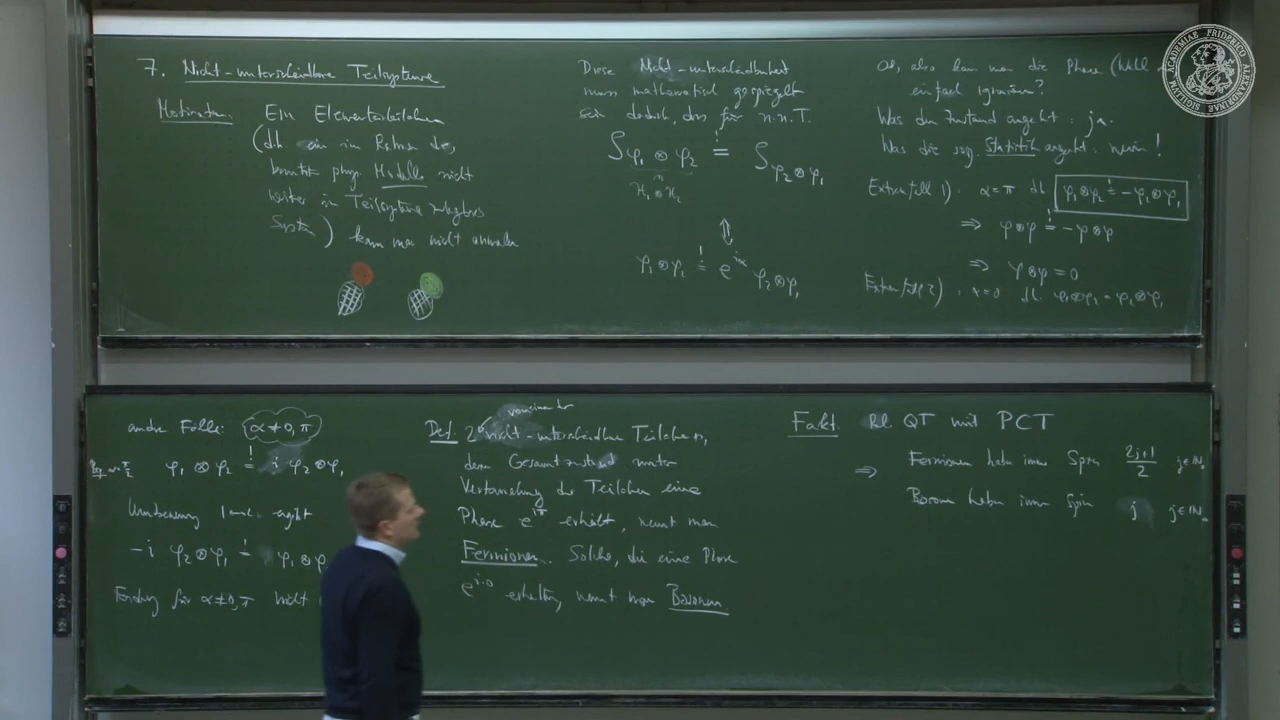 7. Nicht-unterscheidbare Teilsysteme
Motivation: Ein Elementarteilchen
(d.h. ein im Rahmen des
benutzten phys. Modells nicht
weiter in Teilsysteme zerlegbares
System) kann man nicht anmalen
Diese Nicht-unterscheidbarkeit
muss mathematisch gespiegelt
sein dadurch, dass für n.n.T.
ρ_{φ₁⊗φ₂} =! ρ_{φ₂⊗φ₁}
H₁⊗H₂
⇕
φ₁⊗φ₂ =! e^{iα} φ₂⊗φ₁
also kann man die Phase
einfach ignorieren?
Was den Zustand angeht: ja.
Was die sog. Statistik angeht: nein!
Extremfall 1) α=π d.h. φ₁⊗φ₂ =! -φ₂⊗φ₁
⇒ φ⊗φ =! -φ⊗φ
⇒ φ⊗φ = 0
Extremfall 2) α=0 d.h. φ₁⊗φ₂ = φ₂⊗φ₁
andere Fälle: α≠0,π
Bsp α=π/2 φ₁⊗φ₂ =! i φ₂⊗φ₁
Umbenennung ergibt
-i φ₂⊗φ₁ =! φ₁⊗φ
Forderung für α≠0,π nicht
Def. 2 voneinander nicht-unterscheidbare Teilchen,
deren Gesamtzustand unter
Vertauschung der Teilchen eine
Phase e^{iπ} erhält, nennt man
Fermionen. Solche, die eine Phase
e^{i·0} erhalten, nennt man Bosonen
Fakt: Rel. QT mit PCT
⇒ Fermionen haben immer Spin (2j+1)/2 j∈ℕ₀
Bosonen haben immer Spin j j∈ℕ₀